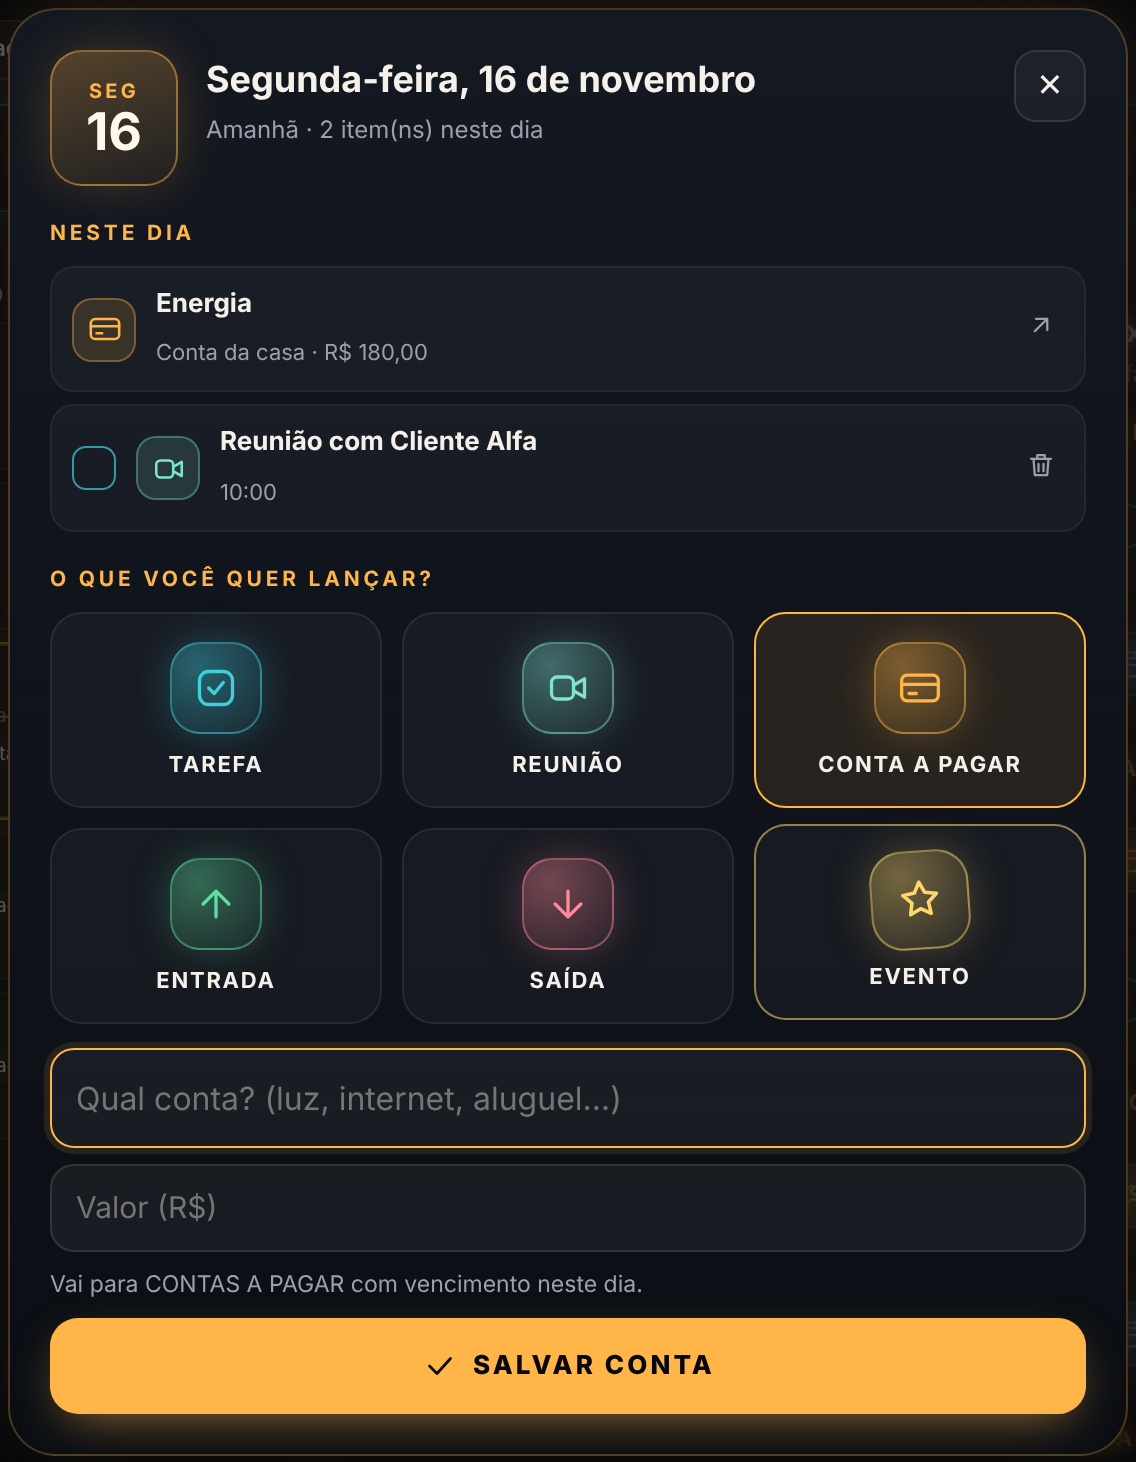 SEG
16
Segunda-feira, 16 de novembro
Amanhã · 2 item(ns) neste dia
NESTE DIA
Energia
Conta da casa · R$ 180,00
Reunião com Cliente Alfa
10:00
O QUE VOCÊ QUER LANÇAR?
TAREFA
REUNIÃO
CONTA A PAGAR
ENTRADA
SAÍDA
EVENTO
Qual conta? (luz, internet, aluguel...)
Valor (R$)
Vai para CONTAS A PAGAR com vencimento neste dia.
SALVAR CONTA